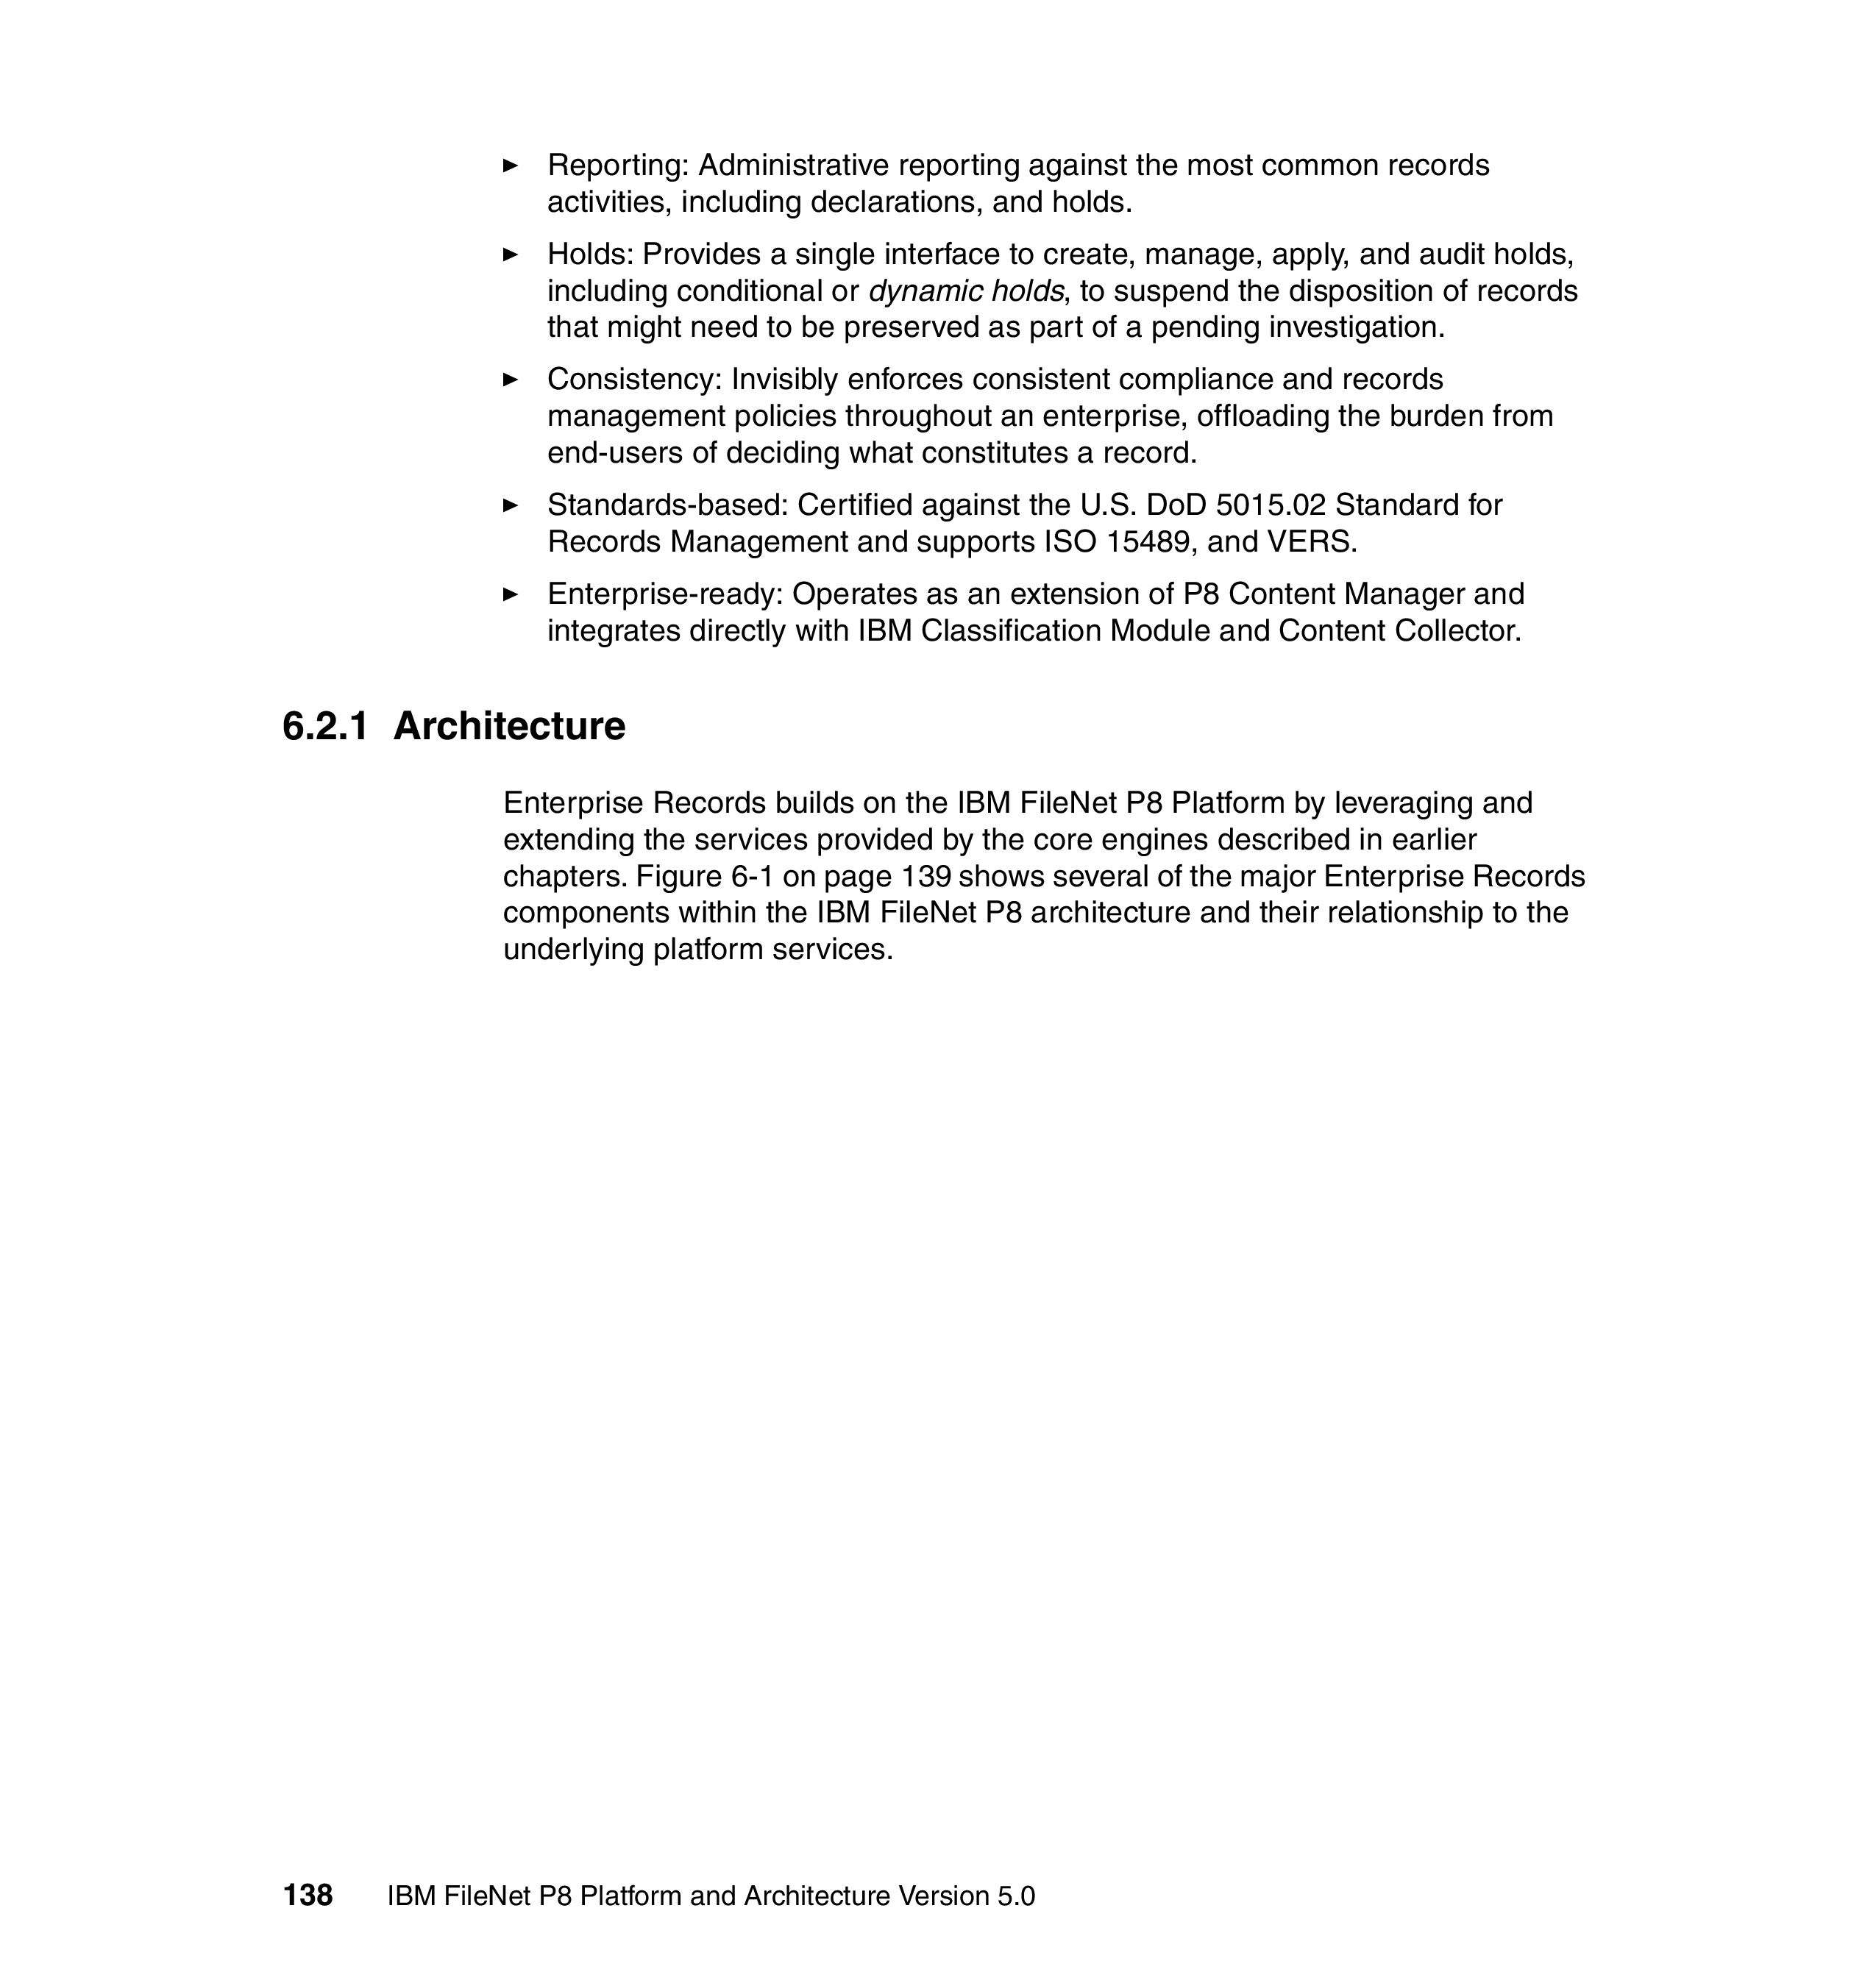 ► Reporting: Administrative reporting against the most common records
activities, including declarations, and holds.
► Holds: Provides a single interface to create, manage, apply, and audit holds,
including conditional or dynamic holds, to suspend the disposition of records
that might need to be preserved as part of a pending investigation.
► Consistency: Invisibly enforces consistent compliance and records
management policies throughout an enterprise, offloading the burden from
end-users of deciding what constitutes a record.
► Standards-based: Certified against the U.S. DoD 5015.02 Standard for
Records Management and supports ISO 15489, and VERS.
► Enterprise-ready: Operates as an extension of P8 Content Manager and
integrates directly with IBM Classification Module and Content Collector.
6.2.1 Architecture
Enterprise Records builds on the IBM FileNet P8 Platform by leveraging and
extending the services provided by the core engines described in earlier
chapters. Figure 6-1 on page 139 shows several of the major Enterprise Records
components within the IBM FileNet P8 architecture and their relationship to the
underlying platform services.
138 IBM FileNet P8 Platform and Architecture Version 5.0